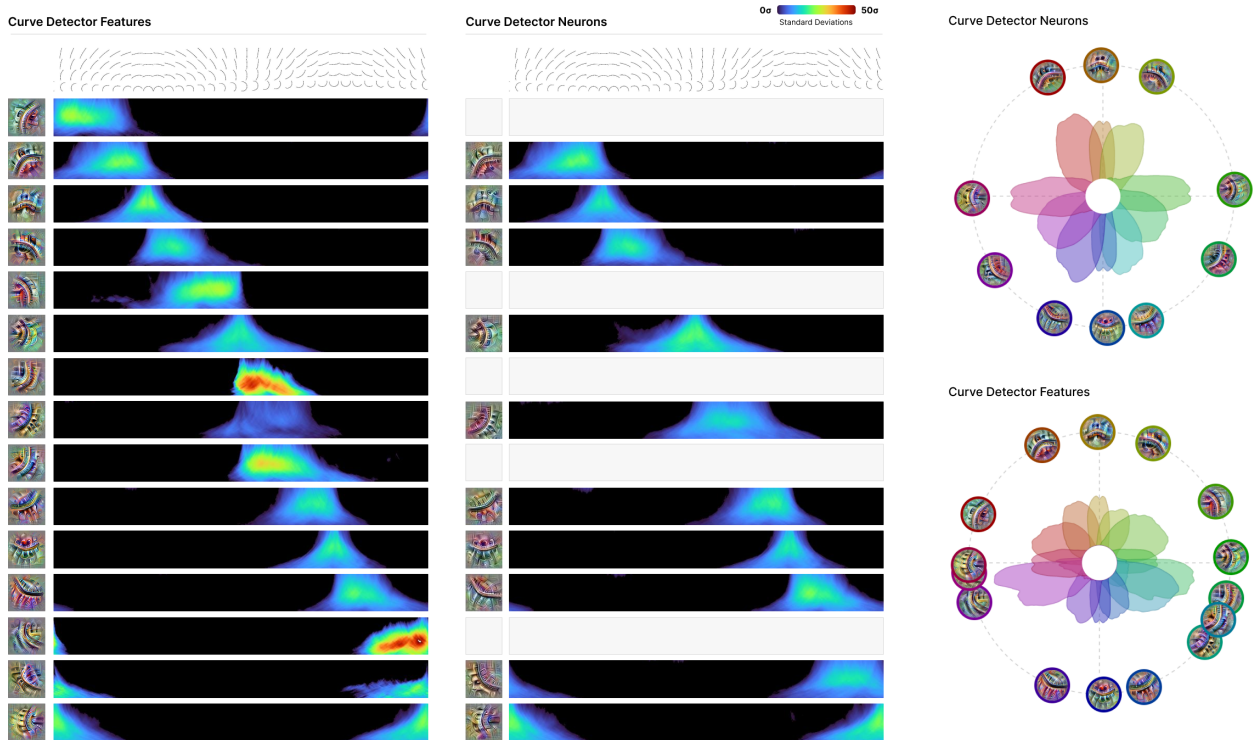 Curve Detector Features
Curve Detector Neurons
0σ 50σ
Standard Deviations
Curve Detector Neurons
Curve Detector Features